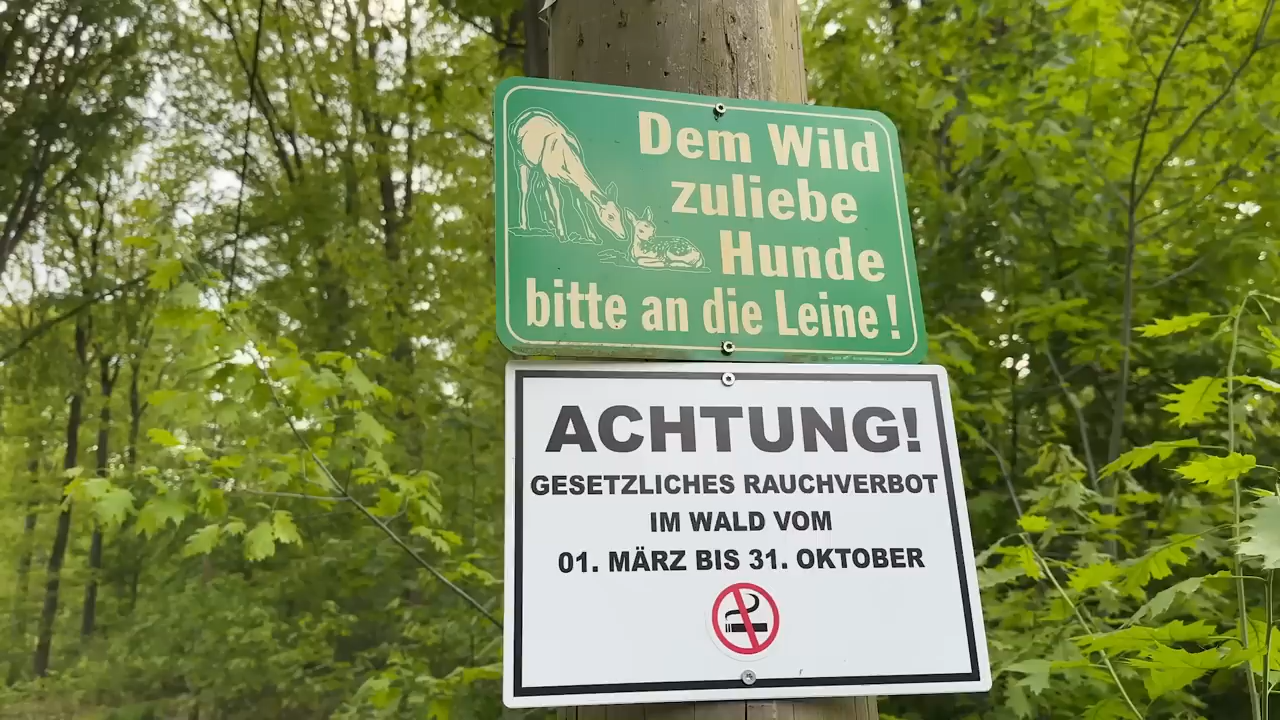 Dem Wild
zuliebe
Hunde
bitte an die Leine !
ACHTUNG!
GESETZLICHES RAUCHVERBOT
IM WALD VOM
01. MÄRZ BIS 31. OKTOBER